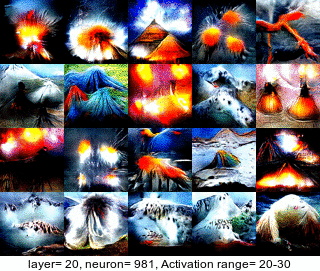 layer= 20, neuron= 981, Activation range= 20-30